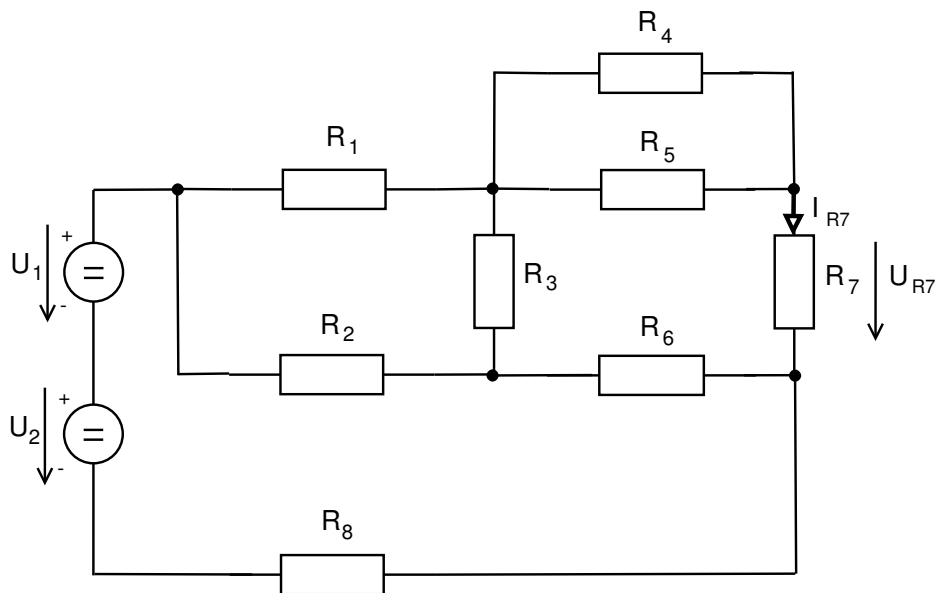 R4
R1
R5
IR7
+
U1
=
-
R3
R7
UR7
R2
R6
+
U2
=
-
R8